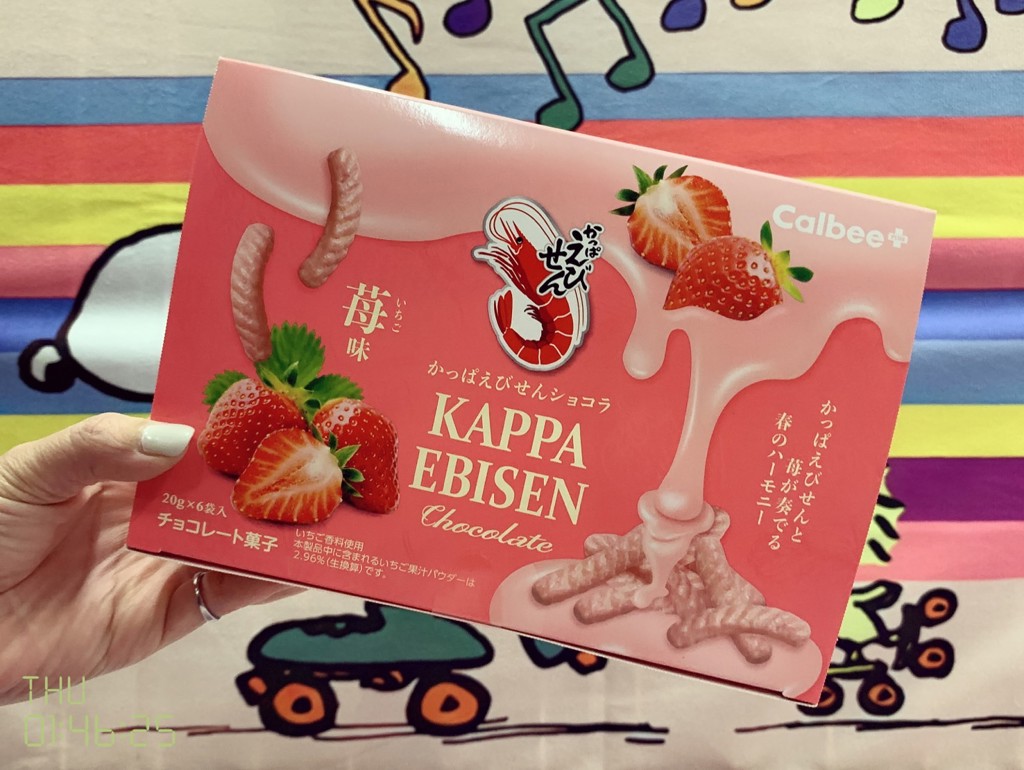 Calbee+
かっぱ
えび
せん
苺味
いちご
かっぱえびせんショコラ
KAPPA
EBISEN
Chocolate
かっぱえびせんと
苺が奏でる
春のハーモニー
20g×6袋入
チョコレート菓子
いちご香料使用
本製品中に含まれるいちご果汁パウダーは
2.96%(生換算)です。
THU
01:46:25